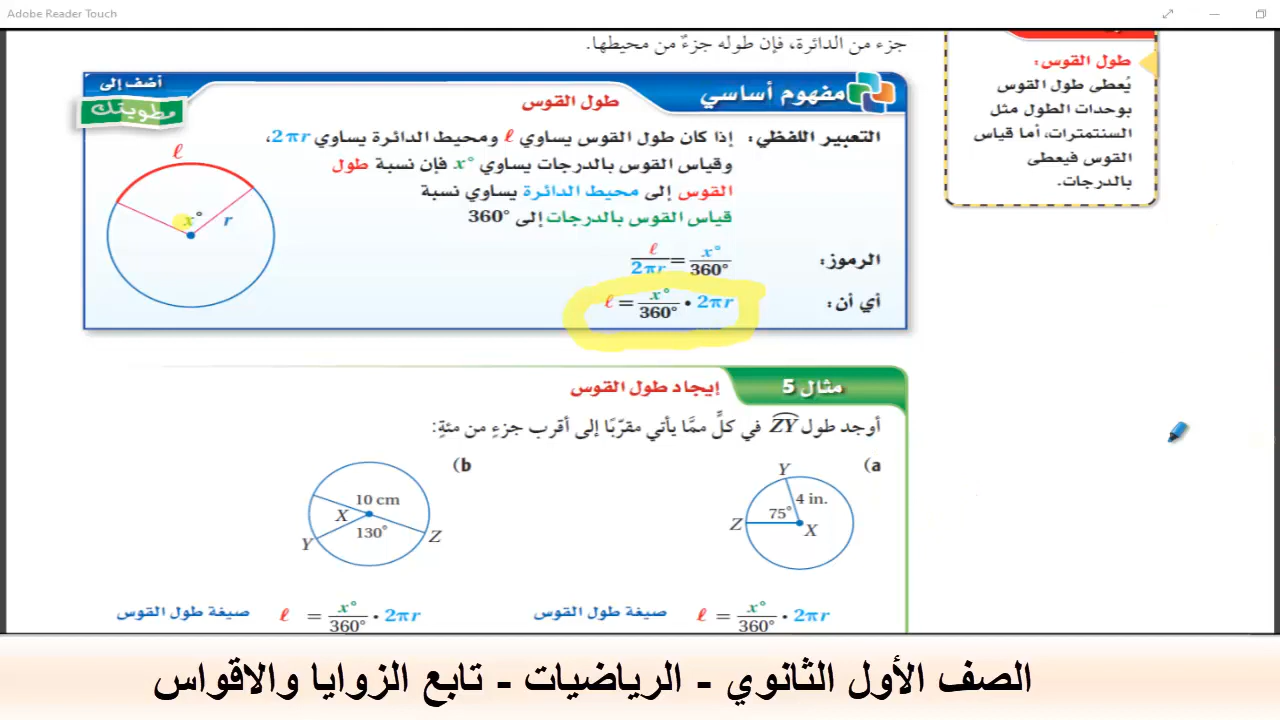 Adobe Reader Touch
جزء من الدائرة، فإن طوله جزءٌ من محيطها.
طول القوس:
يُعطى طول القوس
بوحدات الطول مثل
السنتمترات، أما قياس
القوس فيعطى
بالدرجات.
مفهوم أساسي
طول القوس
أضف إلى
مطويتك
التعبير اللفظي: إذا كان طول القوس يساوي ℓ ومحيط الدائرة يساوي 2πr،
وقياس القوس بالدرجات يساوي x° فإن نسبة طول
القوس إلى محيط الدائرة يساوي نسبة
قياس القوس بالدرجات إلى 360°
الرموز: ℓ/2πr = x°/360°
أي أن: ℓ = x°/360° • 2πr
ℓ
x°
r
مثال 5
إيجاد طول القوس
أوجد طول ZY في كلِّ ممَّا يأتي مقرّبًا إلى أقرب جزءٍ من مئةٍ:
(a
Y
4 in.
75°
Z
X
(b
10 cm
X
130°
Y
Z
ℓ = x°/360° • 2πr صيغة طول القوس
ℓ = x°/360° • 2πr صيغة طول القوس
الصف الأول الثانوي - الرياضيات - تابع الزوايا والاقواس